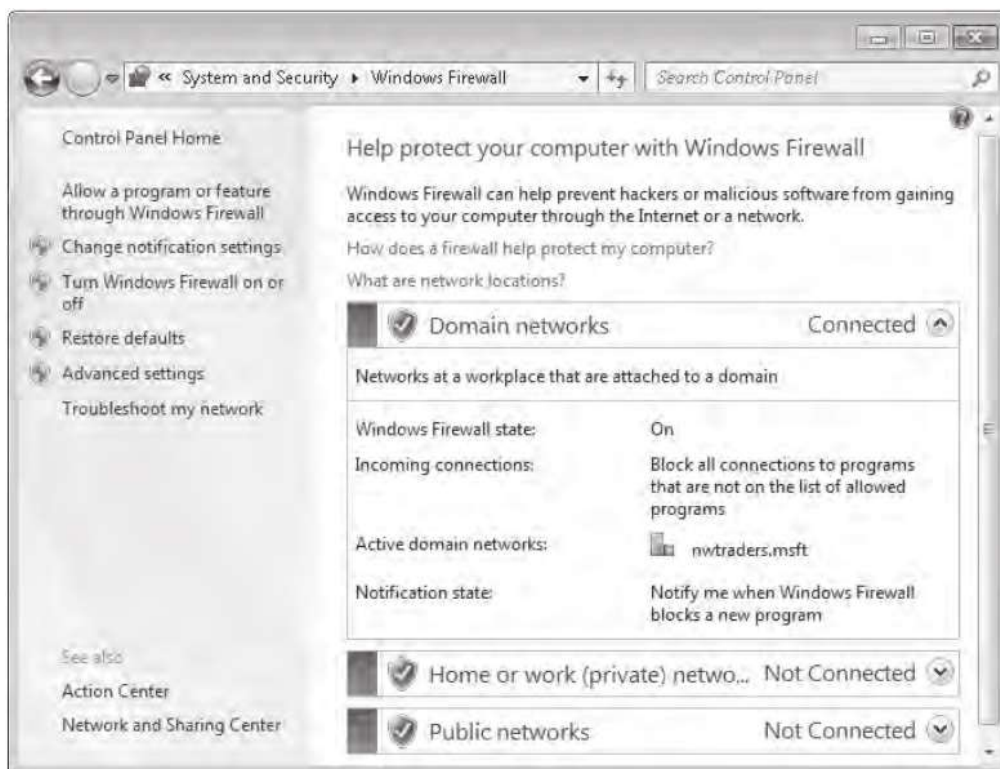 « System and Security ▸ Windows Firewall
Search Control Panel
Control Panel Home
Allow a program or feature
through Windows Firewall
Change notification settings
Turn Windows Firewall on or
off
Restore defaults
Advanced settings
Troubleshoot my network
See also
Action Center
Network and Sharing Center
Help protect your computer with Windows Firewall
Windows Firewall can help prevent hackers or malicious software from gaining
access to your computer through the Internet or a network.
How does a firewall help protect my computer?
What are network locations?
Domain networks Connected
Networks at a workplace that are attached to a domain
Windows Firewall state: On
Incoming connections: Block all connections to programs
that are not on the list of allowed
programs
Active domain networks: nwtraders.msft
Notification state: Notify me when Windows Firewall
blocks a new program
Home or work (private) netwo... Not Connected
Public networks Not Connected